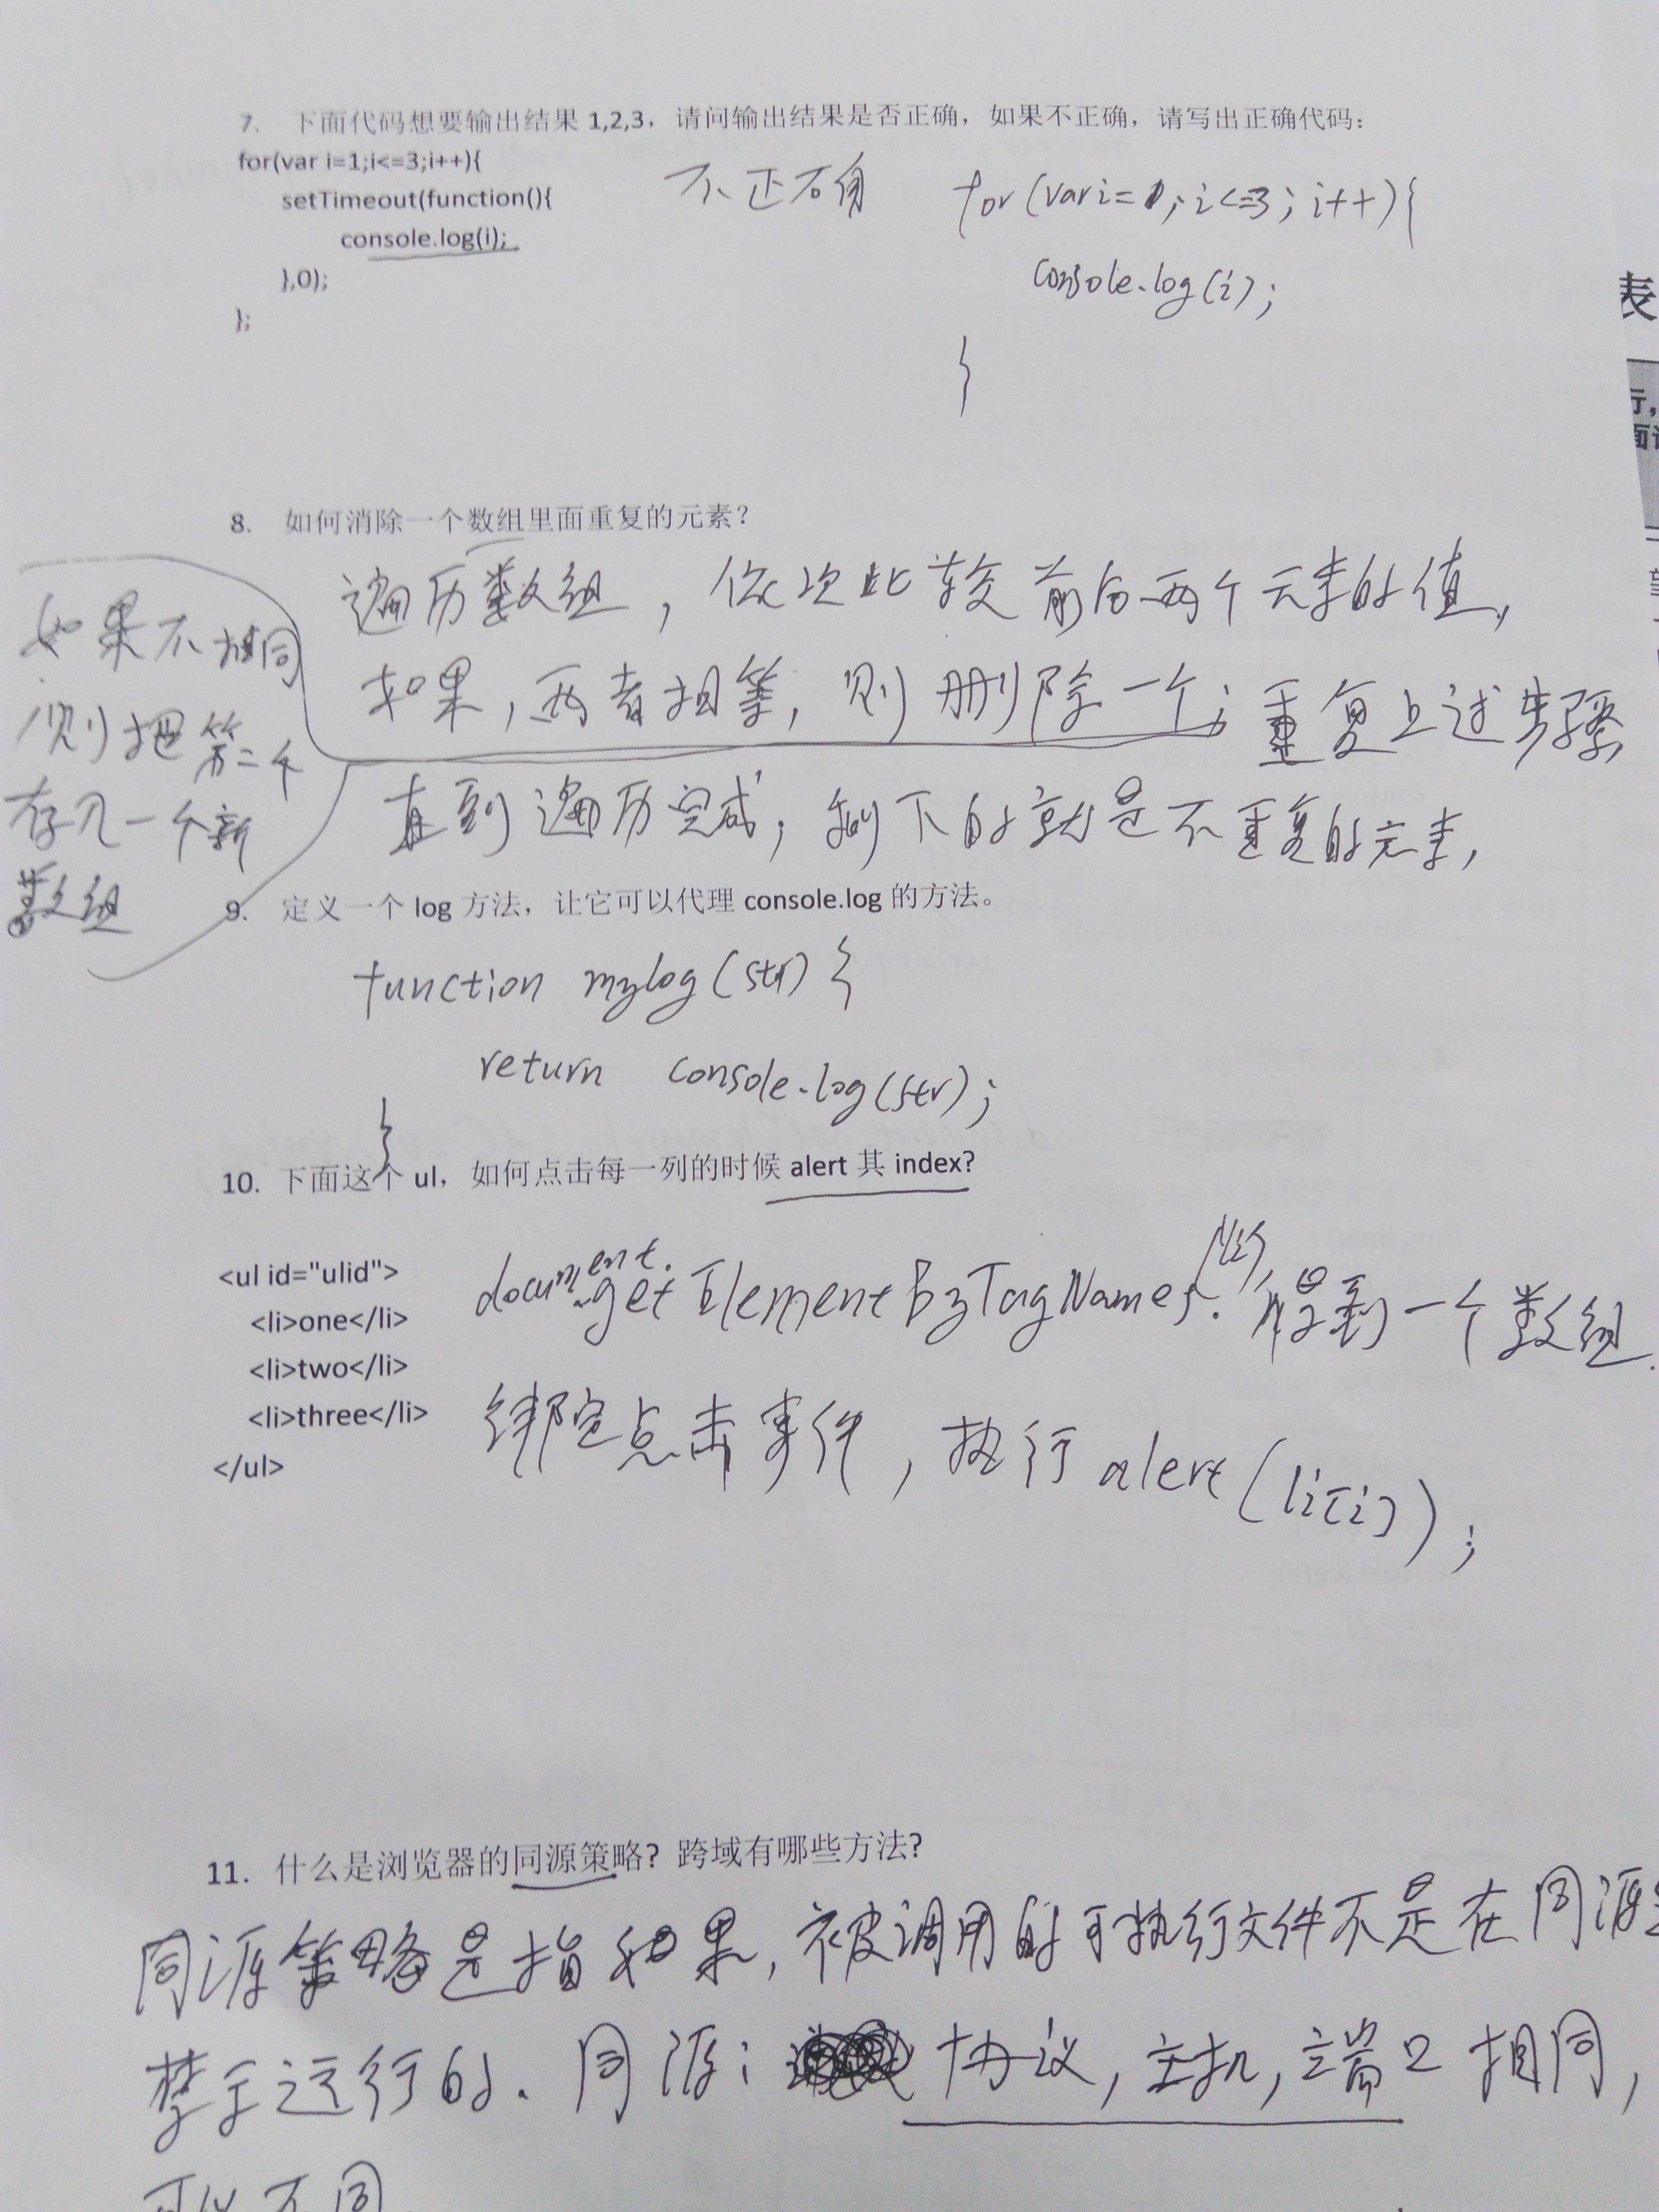 7. 下面代码想要输出结果 1,2,3，请问输出结果是否正确，如果不正确，请写出正确代码：
for(var i=1;i<=3;i++){
setTimeout(function(){
console.log(i);
},0);
};
不正确
for(var i=1;i<=3;i++){
console.log(i);
}
8. 如何消除一个数组里面重复的元素？
遍历数组，依次比较前后两个元素的值，
如果，两者相等，则删除一个；重复上述步骤，
直到遍历完成，剩下的就是不重复的元素，
如果不相同
则把第二个
存入一个新
数组
9. 定义一个 log 方法，让它可以代理 console.log 的方法。
function mylog(str){
return console.log(str);
}
10. 下面这个 ul，如何点击每一列的时候 alert 其 index?
<ul id="ulid">
<li>one</li>
<li>two</li>
<li>three</li>
</ul>
document.getElementByTagNames(li), 得到一个数组.
绑定点击事件，执行 alert(li[i]);
11. 什么是浏览器的同源策略？跨域有哪些方法？
同源策略是指如果，被调用的可执行文件不是在同源
禁于运行的. 同源: 协议，主机，端口相同，
可以不同.
表
行，